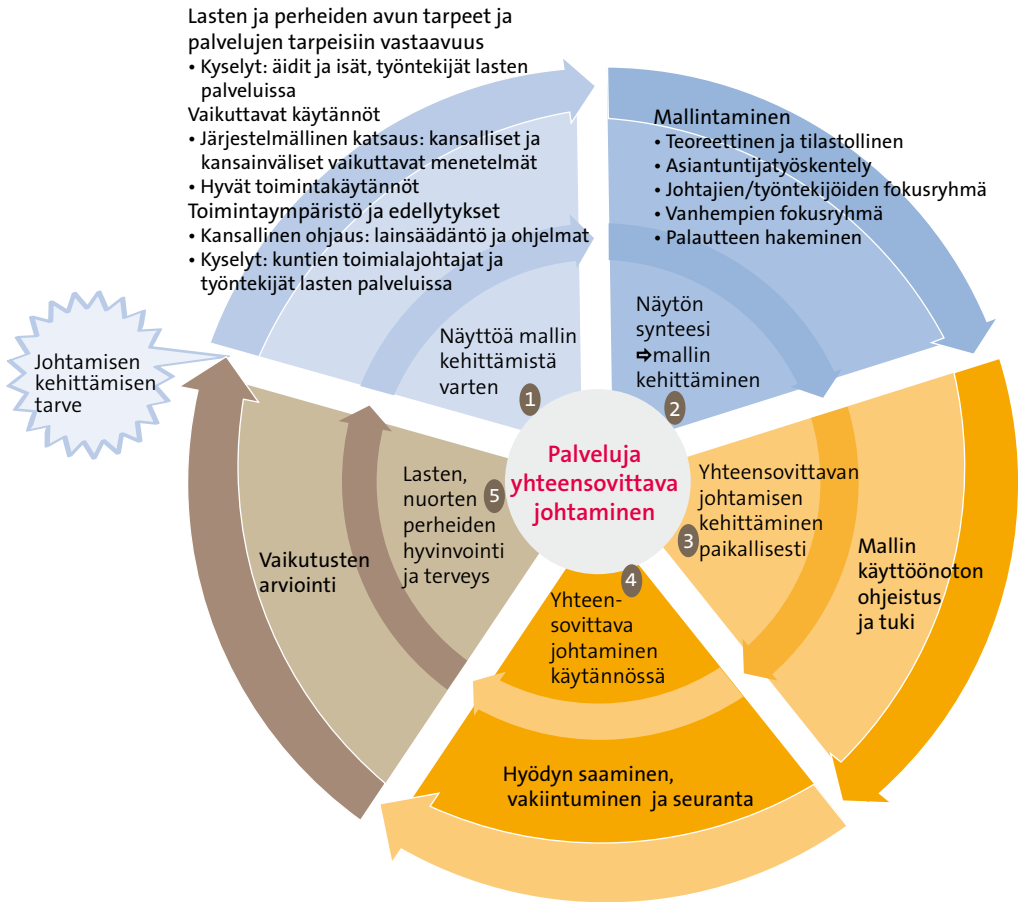 Lasten ja perheiden avun tarpeet ja
palvelujen tarpeisiin vastaavuus
• Kyselyt: äidit ja isät, työntekijät lasten
palveluissa
Vaikuttavat käytännöt
• Järjestelmällinen katsaus: kansalliset ja
kansainväliset vaikuttavat menetelmät
• Hyvät toimintakäytännöt
Toimintaympäristö ja edellytykset
• Kansallinen ohjaus: lainsäädäntö ja ohjelmat
• Kyselyt: kuntien toimialajohtajat ja
työntekijät lasten palveluissa
Mallintaminen
• Teoreettinen ja tilastollinen
• Asiantuntijatyöskentely
• Johtajien/työntekijöiden fokusryhmä
• Vanhempien fokusryhmä
• Palautteen hakeminen
Johtamisen
kehittämisen
tarve
Näyttöä mallin
kehittämistä
varten
1
Näytön
synteesi
➩mallin
kehittäminen
2
Palveluja
yhteensovittava
johtaminen
Yhteensovittavan
johtamisen
kehittäminen
paikallisesti
3
Mallin
käyttöönoton
ohjeistus
ja tuki
4
Yhteen-
sovittava
johtaminen
käytännössä
Hyödyn saaminen,
vakiintuminen ja seuranta
5
Lasten,
nuorten
perheiden
hyvinvointi
ja terveys
Vaikutusten
arviointi